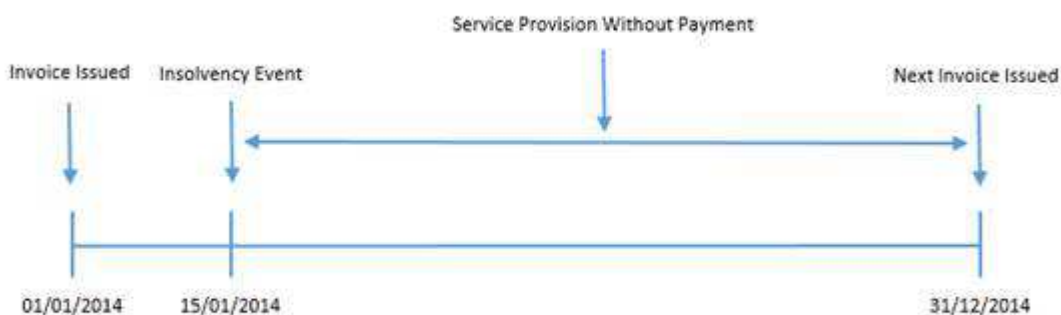 Service Provision Without Payment
Invoice Issued
Insolvency Event
Next Invoice Issued
01/01/2014
15/01/2014
31/12/2014